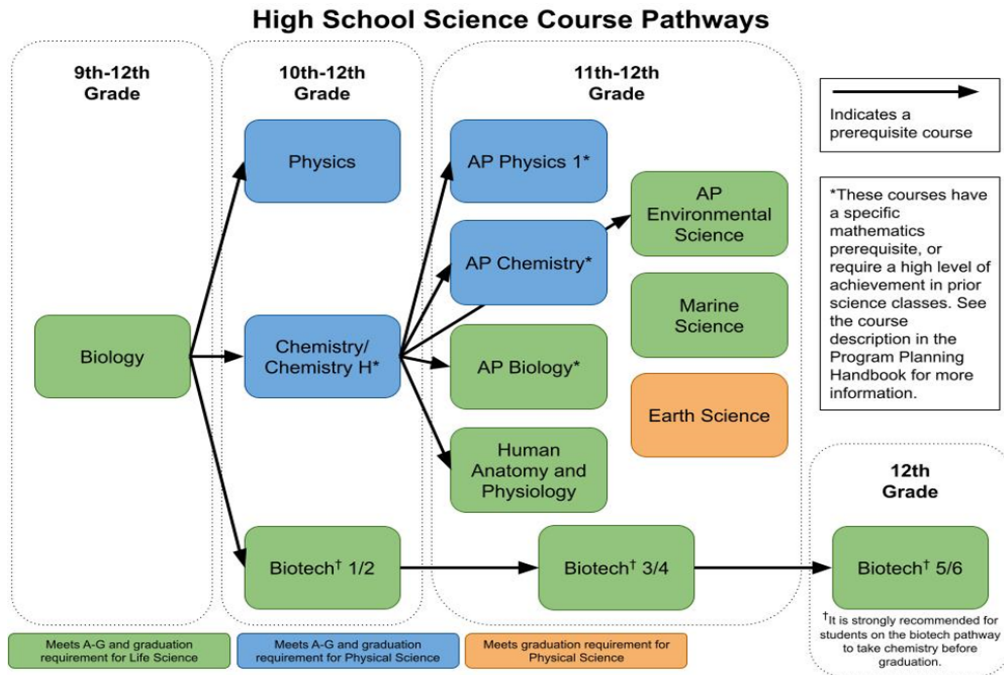 High School Science Course Pathways
9th-12th
Grade
10th-12th
Grade
11th-12th
Grade
Indicates a
prerequisite course
Physics
AP Physics 1*
AP
Environmental
Science
*These courses have
a specific
mathematics
prerequisite, or
require a high level of
achievement in prior
science classes. See
the course
description in the
Program Planning
Handbook for more
information.
AP Chemistry*
Marine
Science
Biology
Chemistry/
Chemistry H*
AP Biology*
Earth Science
Human
Anatomy and
Physiology
12th
Grade
Biotech† 1/2
Biotech† 3/4
Biotech† 5/6
†It is strongly recommended for
students on the biotech pathway
to take chemistry before
graduation.
Meets A-G and graduation
requirement for Life Science
Meets A-G and graduation
requirement for Physical Science
Meets graduation requirement for
Physical Science